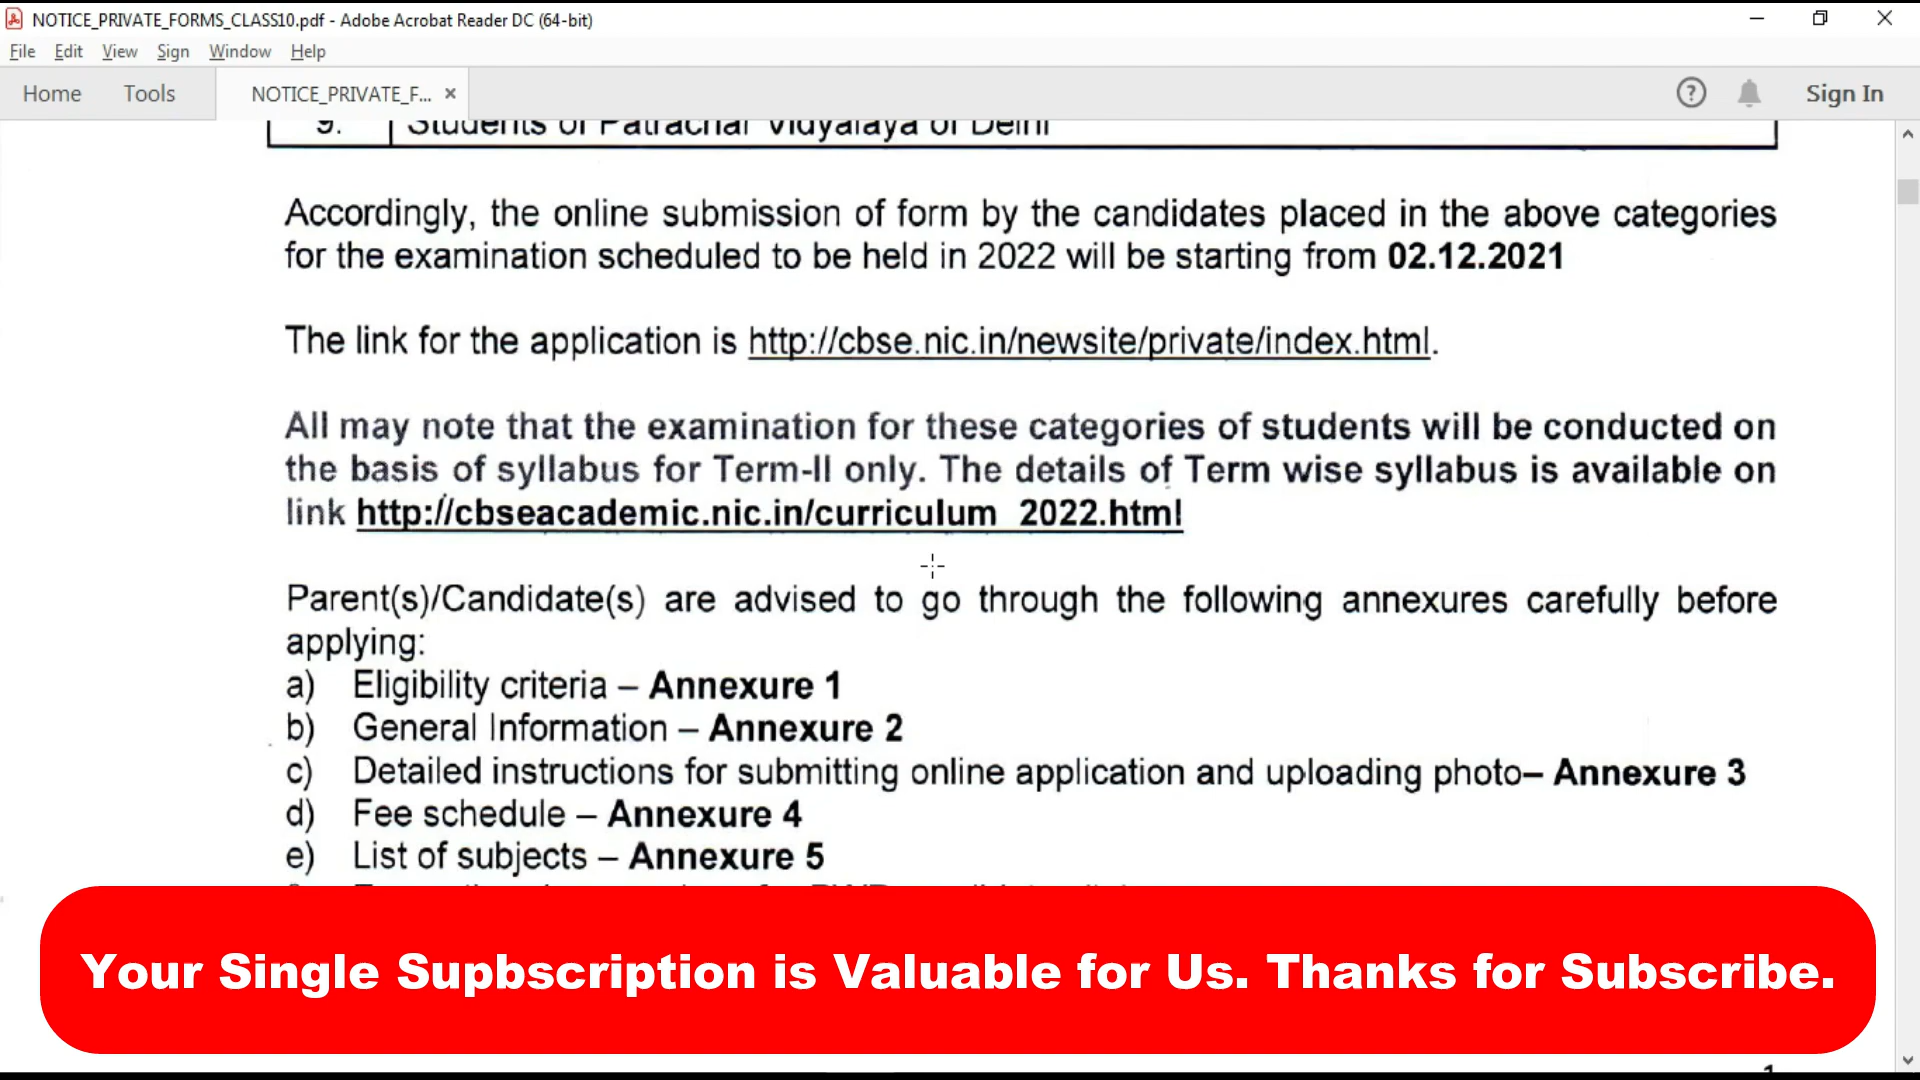 NOTICE_PRIVATE_FORMS_CLASS10.pdf - Adobe Acrobat Reader DC (64-bit)
File Edit View Sign Window Help
Home Tools NOTICE_PRIVATE_F... × ? Sign In
9. Students of Patrachar Vidyalaya of Delhi
Accordingly, the online submission of form by the candidates placed in the above categories
for the examination scheduled to be held in 2022 will be starting from 02.12.2021
The link for the application is http://cbse.nic.in/newsite/private/index.html.
All may note that the examination for these categories of students will be conducted on
the basis of syllabus for Term-II only. The details of Term wise syllabus is available on
link http://cbseacademic.nic.in/curriculum_2022.html
Parent(s)/Candidate(s) are advised to go through the following annexures carefully before
applying:
a) Eligibility criteria – Annexure 1
b) General Information – Annexure 2
c) Detailed instructions for submitting online application and uploading photo– Annexure 3
d) Fee schedule – Annexure 4
e) List of subjects – Annexure 5
Your Single Supbscription is Valuable for Us. Thanks for Subscribe.